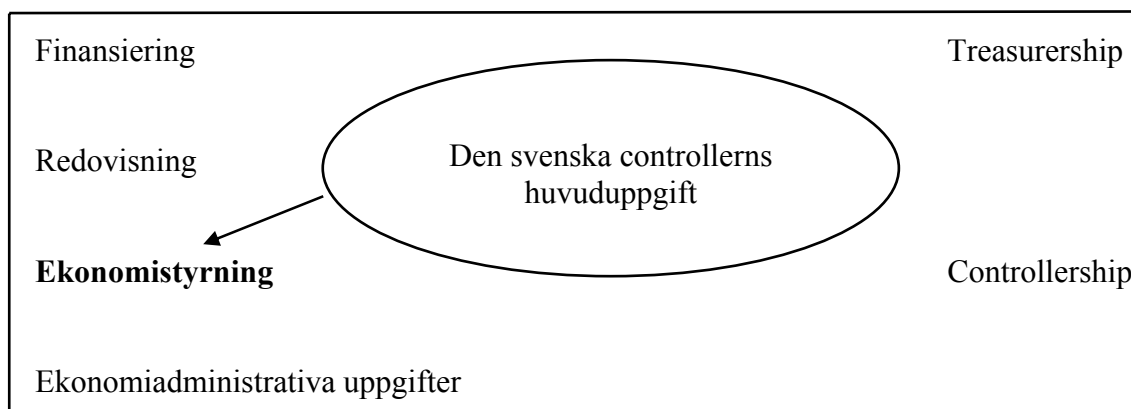 Finansiering
Treasurership
Redovisning
Den svenska controllerns
huvuduppgift
Ekonomistyrning
Controllership
Ekonomiadministrativa uppgifter